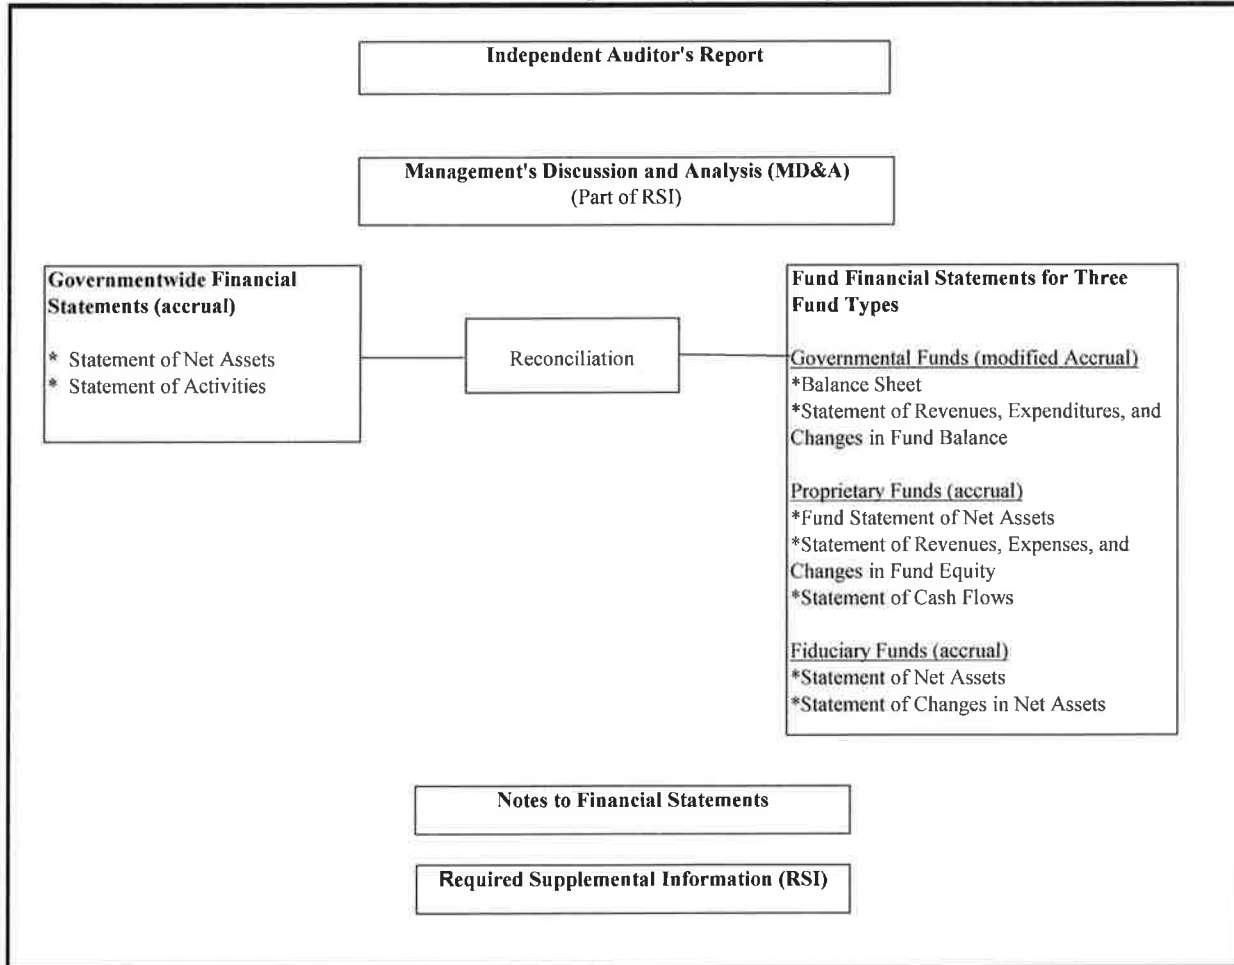 Independent Auditor's Report
Management's Discussion and Analysis (MD&A)
(Part of RSI)
Governmentwide Financial
Statements (accrual)
* Statement of Net Assets
* Statement of Activities
Reconciliation
Fund Financial Statements for Three
Fund Types
Governmental Funds (modified Accrual)
*Balance Sheet
*Statement of Revenues, Expenditures, and
Changes in Fund Balance
Proprietary Funds (accrual)
*Fund Statement of Net Assets
*Statement of Revenues, Expenses, and
Changes in Fund Equity
*Statement of Cash Flows
Fiduciary Funds (accrual)
*Statement of Net Assets
*Statement of Changes in Net Assets
Notes to Financial Statements
Required Supplemental Information (RSI)